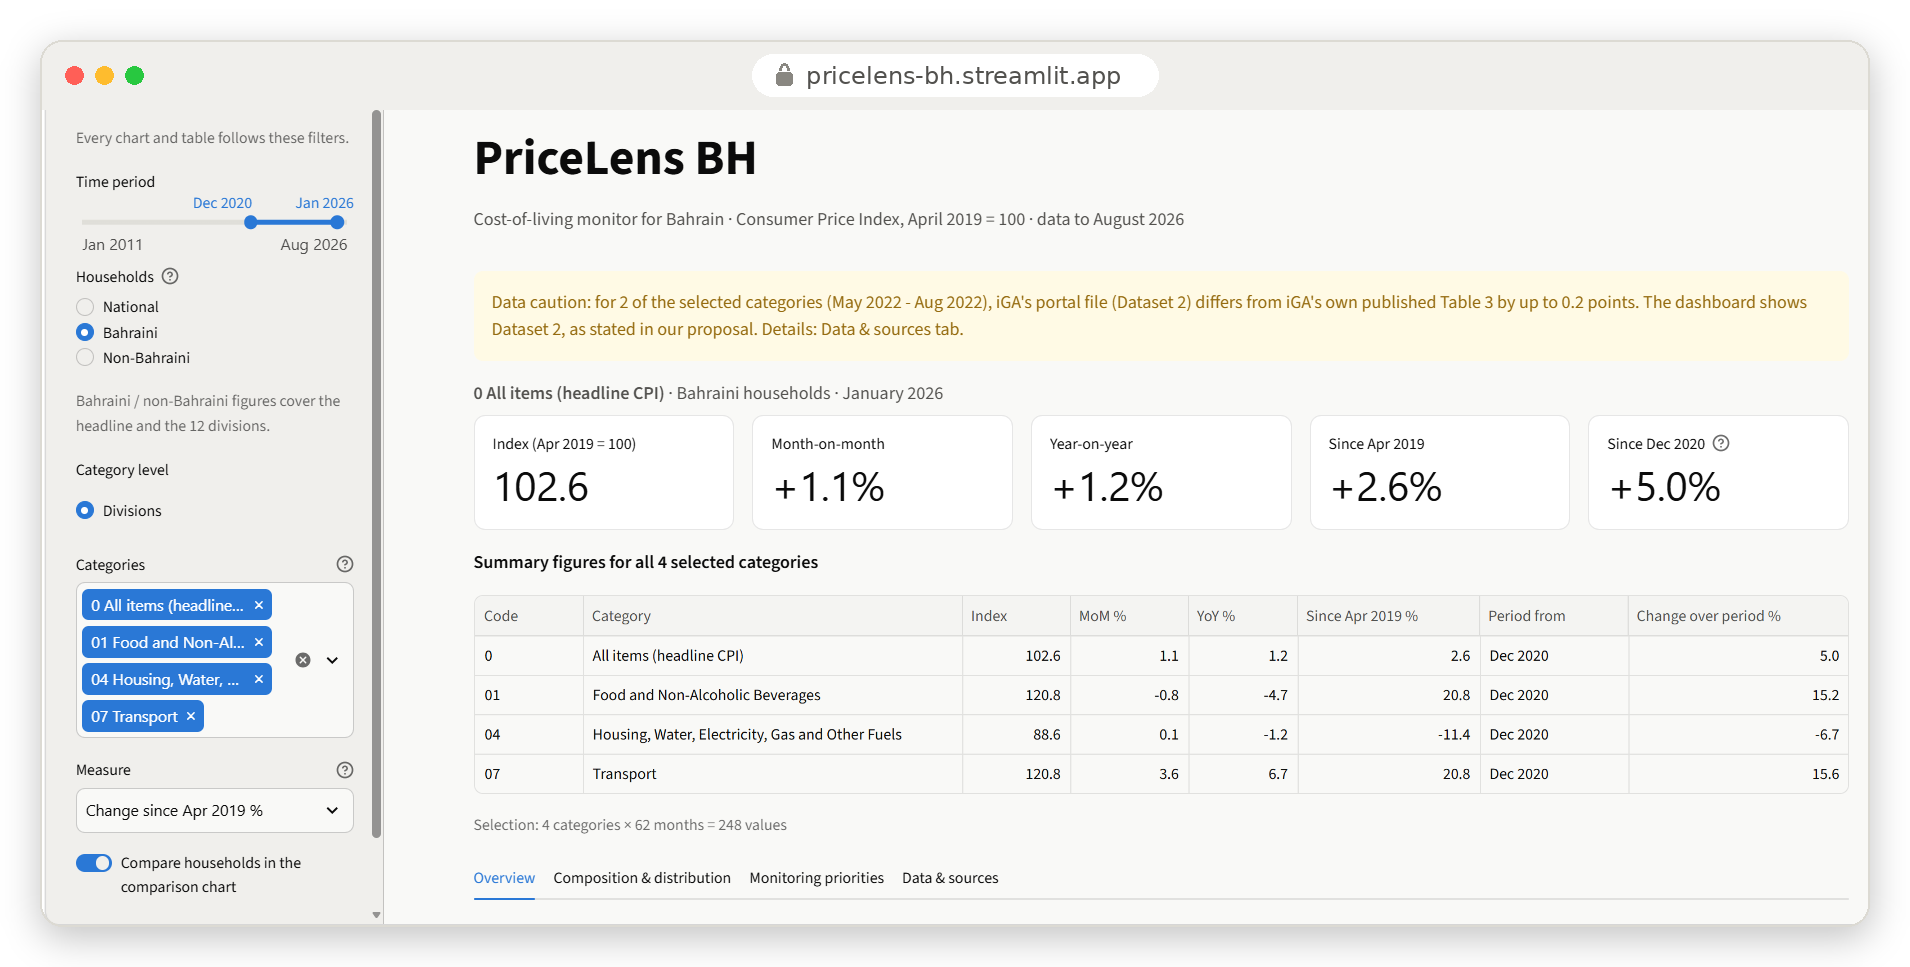 pricelens-bh.streamlit.app
Every chart and table follows these filters.
Time period
Dec 2020 Jan 2026
Jan 2011 Aug 2026
Households
National
Bahraini
Non-Bahraini
Bahraini / non-Bahraini figures cover the
headline and the 12 divisions.
Category level
Divisions
Categories
0 All items (headline...
01 Food and Non-Al...
04 Housing, Water, ...
07 Transport
Measure
Change since Apr 2019 %
Compare households in the
comparison chart
PriceLens BH
Cost-of-living monitor for Bahrain · Consumer Price Index, April 2019 = 100 · data to August 2026
Data caution: for 2 of the selected categories (May 2022 - Aug 2022), iGA's portal file (Dataset 2) differs from iGA's own published Table 3 by up to 0.2 points. The dashboard shows
Dataset 2, as stated in our proposal. Details: Data & sources tab.
0 All items (headline CPI) · Bahraini households · January 2026
Index (Apr 2019 = 100) Month-on-month Year-on-year Since Apr 2019 Since Dec 2020
102.6 +1.1% +1.2% +2.6% +5.0%
Summary figures for all 4 selected categories
Code Category Index MoM % YoY % Since Apr 2019 % Period from Change over period %
0 All items (headline CPI) 102.6 1.1 1.2 2.6 Dec 2020 5.0
01 Food and Non-Alcoholic Beverages 120.8 -0.8 -4.7 20.8 Dec 2020 15.2
04 Housing, Water, Electricity, Gas and Other Fuels 88.6 0.1 -1.2 -11.4 Dec 2020 -6.7
07 Transport 120.8 3.6 6.7 20.8 Dec 2020 15.6
Selection: 4 categories × 62 months = 248 values
Overview Composition & distribution Monitoring priorities Data & sources